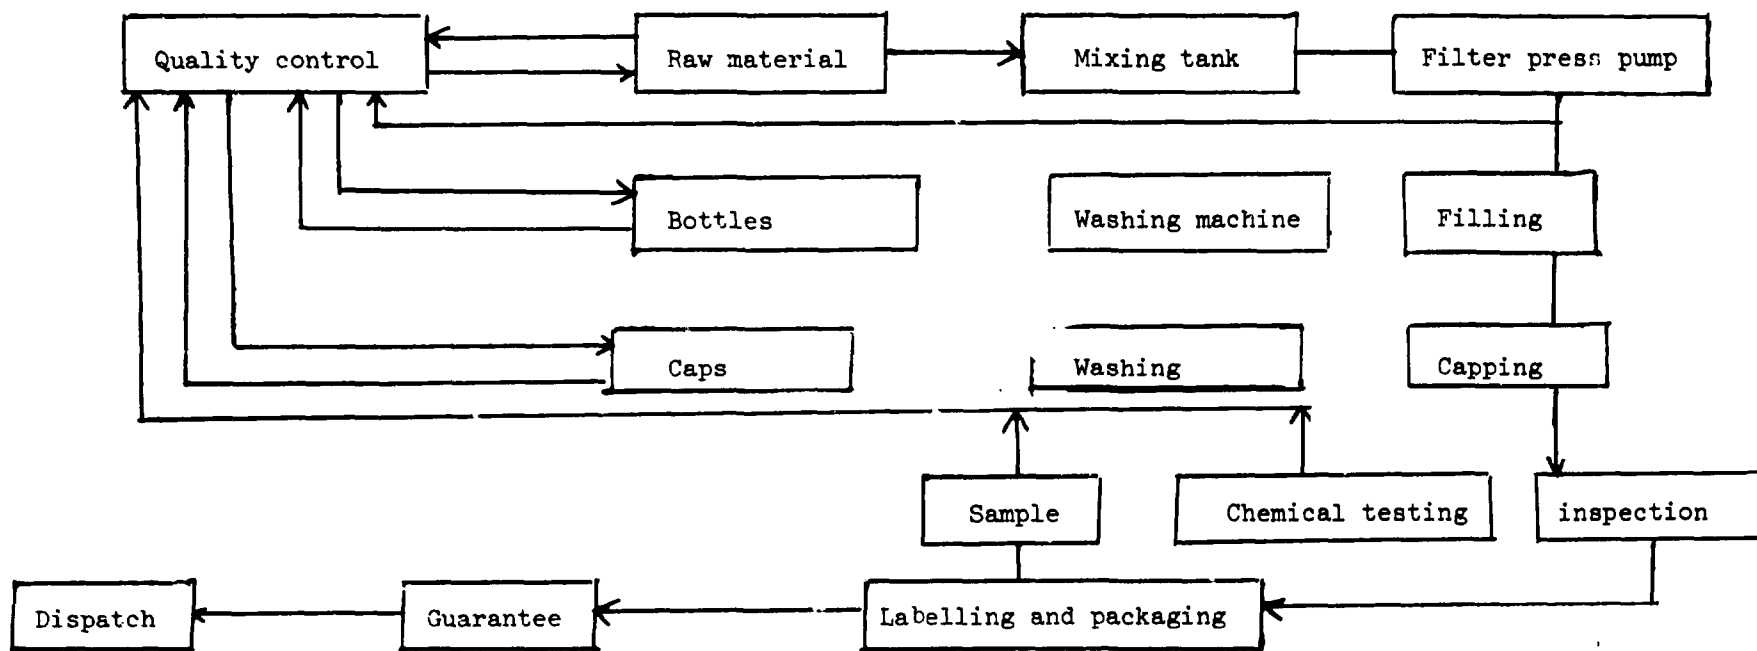 Quality control
Raw material
Mixing tank
Filter press pump
Bottles
Washing machine
Filling
Caps
Washing
Capping
Sample
Chemical testing
inspection
Dispatch
Guarantee
Labelling and packaging